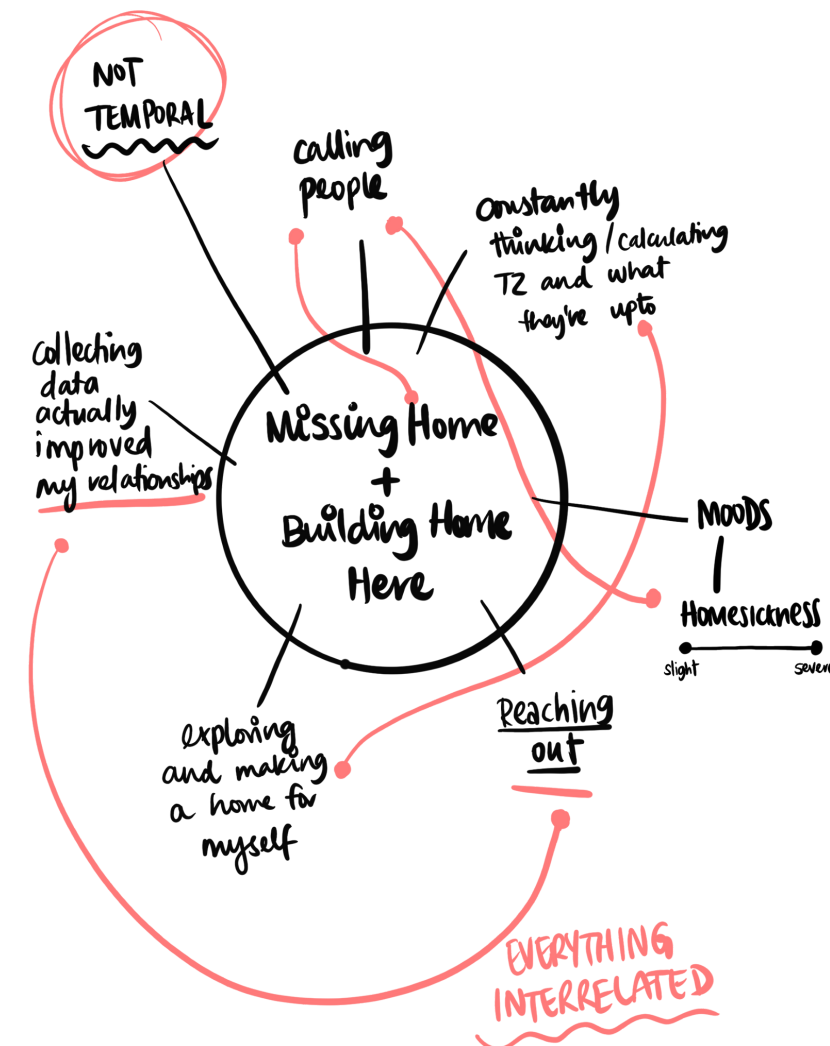 NOT
TEMPORAL
calling
people
constantly
thinking/calculating
TZ and what
they're upto
collecting
data
actually
improved
my relationships
Missing Home
+
Building Home
Here
MOODS
HOMESICKNESS
slight
severe
Reaching
out
exploring
and making
a home for
myself
EVERYTHING
INTERRELATED